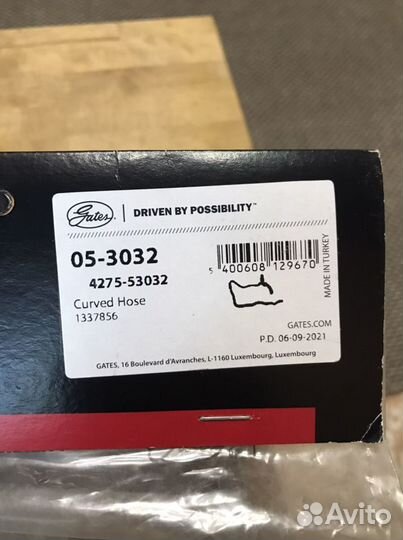 Gates
DRIVEN BY POSSIBILITY™
05-3032
4275-53032
Curved Hose
1337856
5 400608 129670
MADE IN TURKEY
GATES.COM
P.D. 06-09-2021
GATES, 16 Boulevard d'Avranches, L-1160 Luxembourg, Luxembourg
Avito